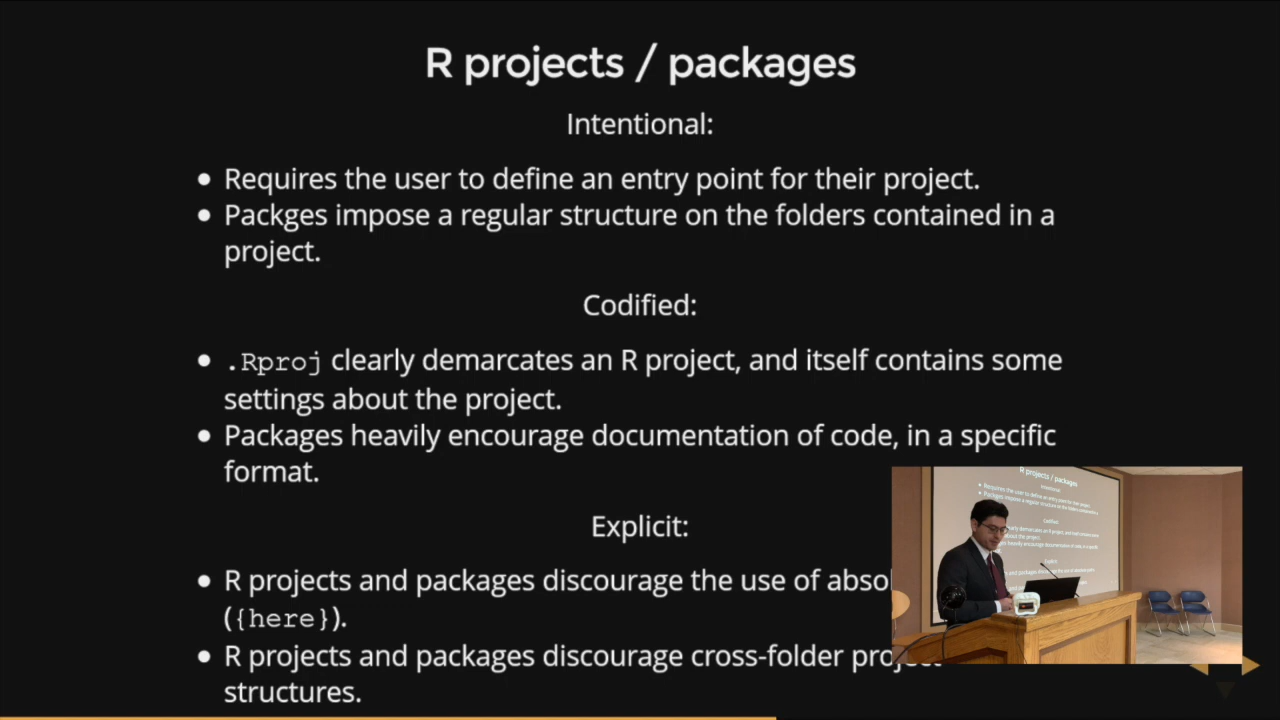 R projects / packages
Intentional:
• Requires the user to define an entry point for their project.
• Packges impose a regular structure on the folders contained in a
project.
Codified:
• .Rproj clearly demarcates an R project, and itself contains some
settings about the project.
• Packages heavily encourage documentation of code, in a specific
format.
Explicit:
• R projects and packages discourage the use of
({here}).
• R projects and packages discourage cross-folder project
structures.
R projects / packages